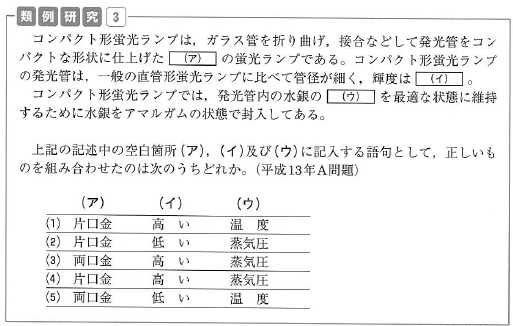 類例研究 3
コンパクト形蛍光ランプは，ガラス管を折り曲げ，接合などして発光管をコン
パクトな形状に仕上げた (ア) の蛍光ランプである。コンパクト形蛍光ランプ
の発光管は，一般の直管形蛍光ランプに比べて管径が細く，輝度は (イ) 。
コンパクト形蛍光ランプでは，発光管内の水銀の (ウ) を最適な状態に維持
するために水銀をアマルガムの状態で封入してある。
上記の記述中の空白箇所(ア)，(イ)及び(ウ)に記入する語句として，正しいも
のを組み合わせたのは次のうちどれか。(平成13年A問題)
(ア) (イ) (ウ)
(1) 片口金 高い 温度
(2) 片口金 低い 蒸気圧
(3) 両口金 高い 蒸気圧
(4) 片口金 高い 蒸気圧
(5) 両口金 低い 温度